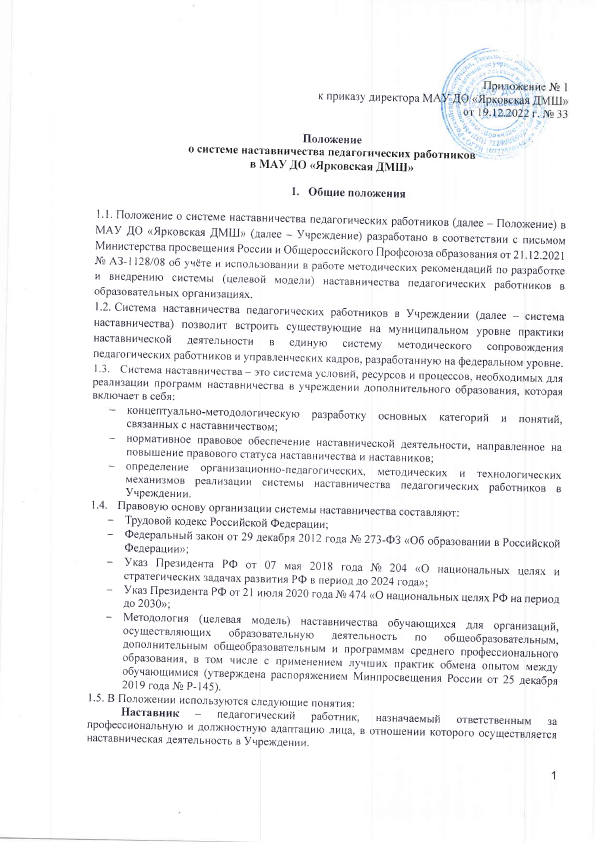 Приложение № 1
к приказу директора МАУ ДО «Ярковская ДМШ»
от 19.12.2022 г. № 33
Положение
о системе наставничества педагогических работников
в МАУ ДО «Ярковская ДМШ»
1. Общие положения
1.1. Положение о системе наставничества педагогических работников (далее – Положение) в
МАУ ДО «Ярковская ДМШ» (далее – Учреждение) разработано в соответствии с письмом
Министерства просвещения России и Общероссийского Профсоюза образования от 21.12.2021
№ АЗ-1128/08 об учёте и использовании в работе методических рекомендаций по разработке
и внедрению системы (целевой модели) наставничества педагогических работников в
образовательных организациях.
1.2. Система наставничества педагогических работников в Учреждении (далее – система
наставничества) позволит встроить существующие на муниципальном уровне практики
наставнической деятельности в единую систему методического сопровождения
педагогических работников и управленческих кадров, разработанную на федеральном уровне.
1.3. Система наставничества – это система условий, ресурсов и процессов, необходимых для
реализации программ наставничества в учреждении дополнительного образования, которая
включает в себя:
– концептуально-методологическую разработку основных категорий и понятий,
связанных с наставничеством;
– нормативное правовое обеспечение наставнической деятельности, направленное на
повышение правового статуса наставничества и наставников;
– определение организационно-педагогических, методических и технологических
механизмов реализации системы наставничества педагогических работников в
Учреждении.
1.4. Правовую основу организации системы наставничества составляют:
– Трудовой кодекс Российской Федерации;
– Федеральный закон от 29 декабря 2012 года № 273-ФЗ «Об образовании в Российской
Федерации»;
– Указ Президента РФ от 07 мая 2018 года № 204 «О национальных целях и
стратегических задачах развития РФ в период до 2024 года»;
– Указ Президента РФ от 21 июля 2020 года № 474 «О национальных целях РФ на период
до 2030»;
– Методология (целевая модель) наставничества обучающихся для организаций,
осуществляющих образовательную деятельность по общеобразовательным,
дополнительным общеобразовательным и программам среднего профессионального
образования, в том числе с применением лучших практик обмена опытом между
обучающимися (утверждена распоряжением Минпросвещения России от 25 декабря
2019 года № Р-145).
1.5. В Положении используются следующие понятия:
Наставник – педагогический работник, назначаемый ответственным за
профессиональную и должностную адаптацию лица, в отношении которого осуществляется
наставническая деятельность в Учреждении.
1